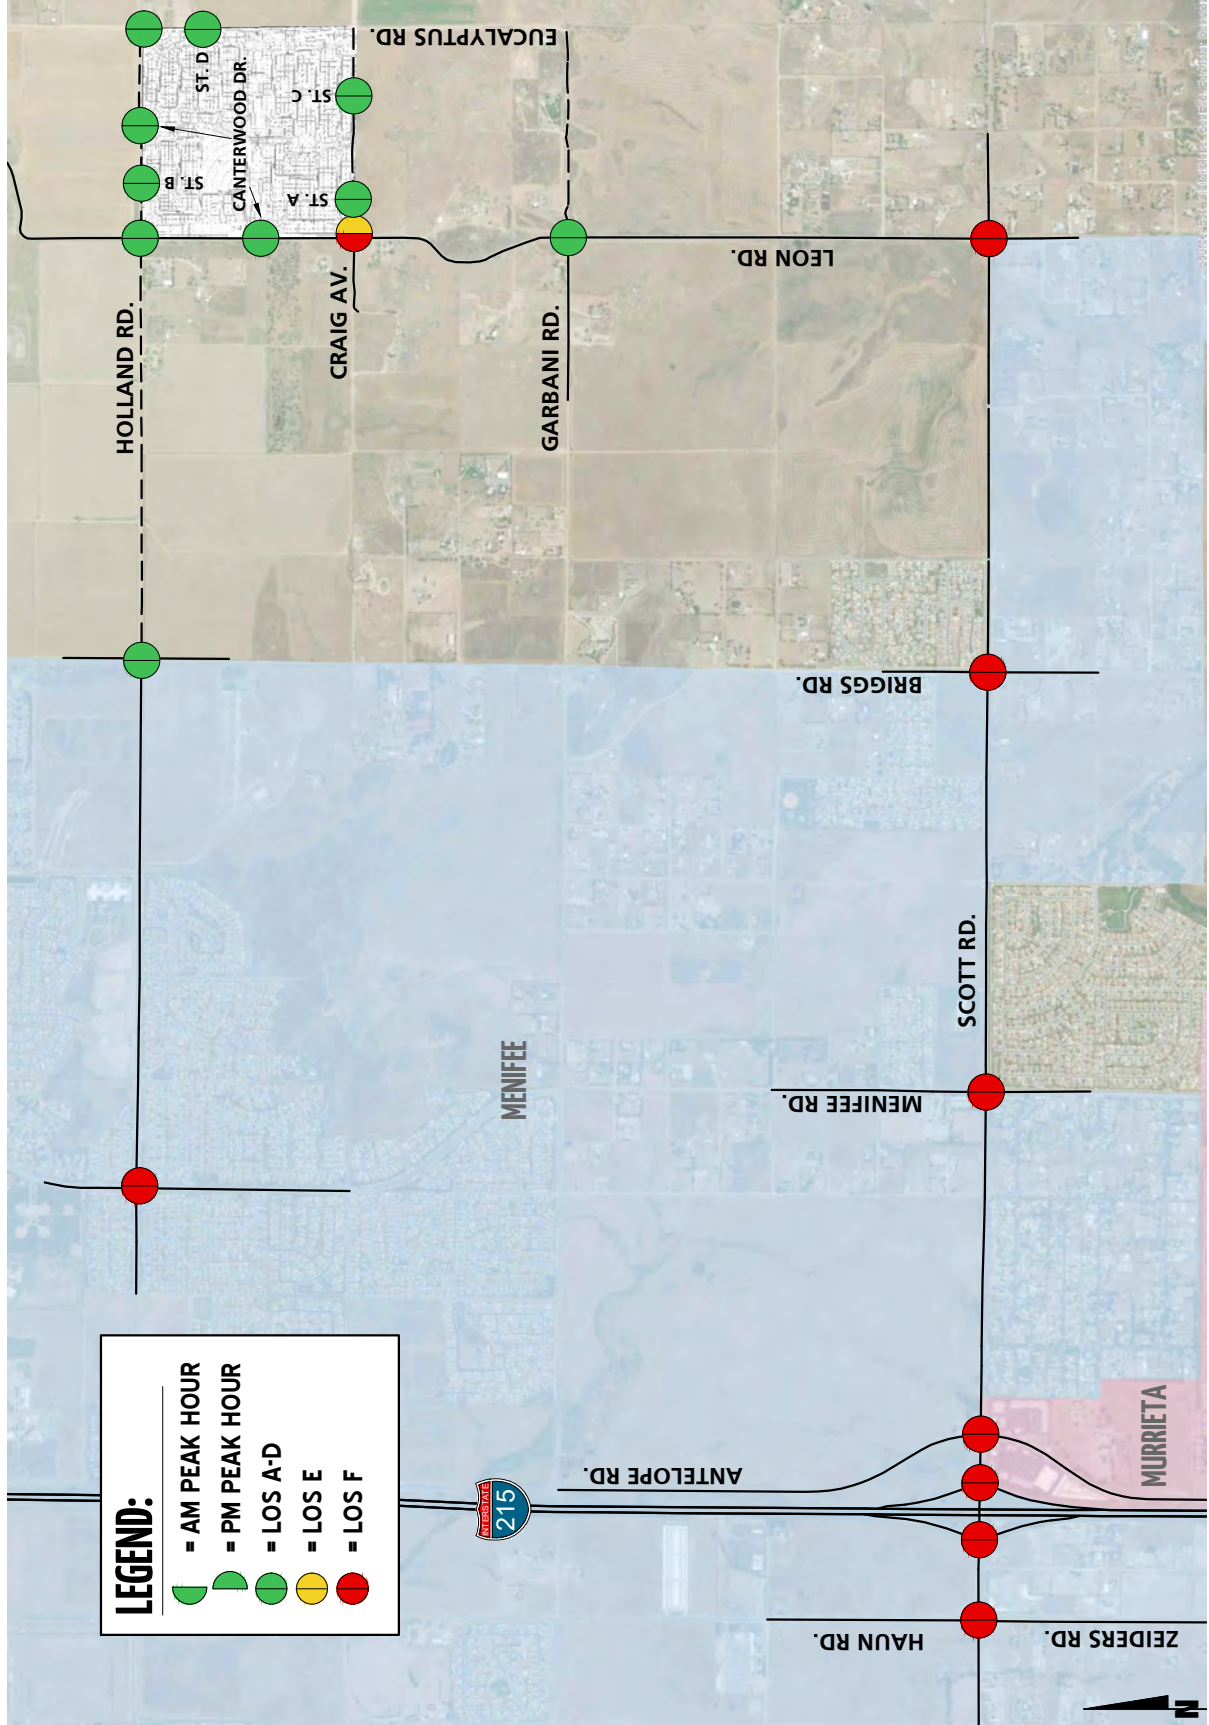 LEGEND:
= AM PEAK HOUR
= PM PEAK HOUR
= LOS A-D
= LOS E
= LOS F
HOLLAND RD.
ST. B
ST. D
CANTERWOOD DR.
ST. A
ST. C
CRAIG AV.
EUCALYPTUS RD.
GARBANI RD.
LEON RD.
MENIFEE
INTERSTATE
215
ANTELOPE RD.
BRIGGS RD.
MENIFEE RD.
SCOTT RD.
HAUN RD.
ZEIDERS RD.
MURRIETA
N